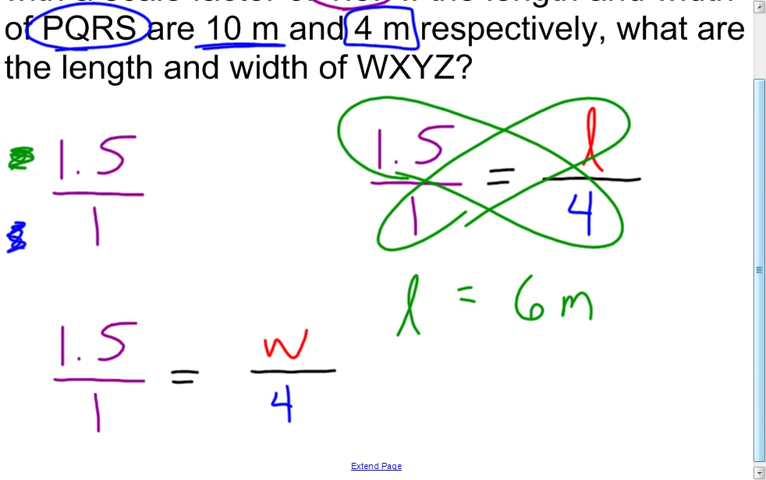 of PQRS are 10 m and 4 m respectively, what are
the length and width of WXYZ?
1.5
1
1.5
1
=
l
4
l = 6 m
1.5
1
=
w
4
Extend Page